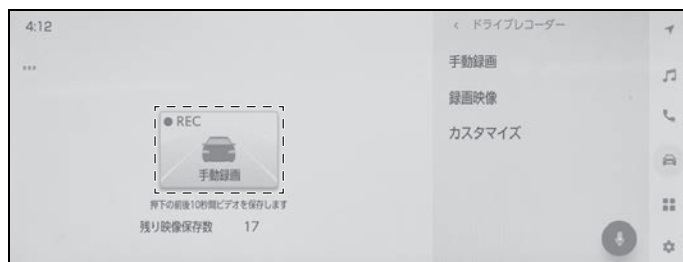 4:12
REC
手動録画
押下の前後10秒間ビデオを保存します
残り映像保存数 17
ドライブレコーダー
手動録画
録画映像
カスタマイズ